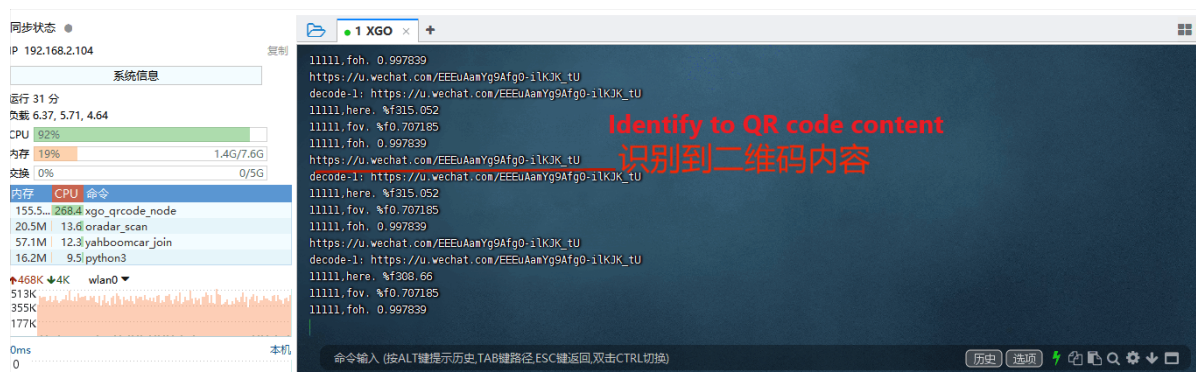 同步状态
IP 192.168.2.104 复制
系统信息
运行 31 分
负载 6.37, 5.71, 4.64
CPU 92%
内存 19% 1.4G/7.6G
交换 0% 0/5G
内存 CPU 命令
155.5... 268.4 xgo_qrcode_node
20.5M 13.6 oradar_scan
57.1M 12.3 yahboomcar_join
16.2M 9.5 python3
468K 4K wlan0
513K
355K
177K
0ms 本机
0
1 XGO × +
11111,foh. 0.997839
https://u.wechat.com/EEEuAamYg9AfgO-ilKJK_tU
decode-1: https://u.wechat.com/EEEuAamYg9AfgO-ilKJK_tU
11111,here. %f315.052
11111,fov. %f0.707185
11111,foh. 0.997839
https://u.wechat.com/EEEuAamYg9AfgO-ilKJK_tU
decode-1: https://u.wechat.com/EEEuAamYg9AfgO-ilKJK_tU
11111,here. %f315.052
11111,fov. %f0.707185
11111,foh. 0.997839
https://u.wechat.com/EEEuAamYg9AfgO-ilKJK_tU
decode-1: https://u.wechat.com/EEEuAamYg9AfgO-ilKJK_tU
11111,here. %f308.66
11111,fov. %f0.707185
11111,foh. 0.997839
Identify to QR code content
识别到二维码内容
命令输入 (按ALT键提示历史,TAB键路径,ESC键返回,双击CTRL切换)
历史 选项